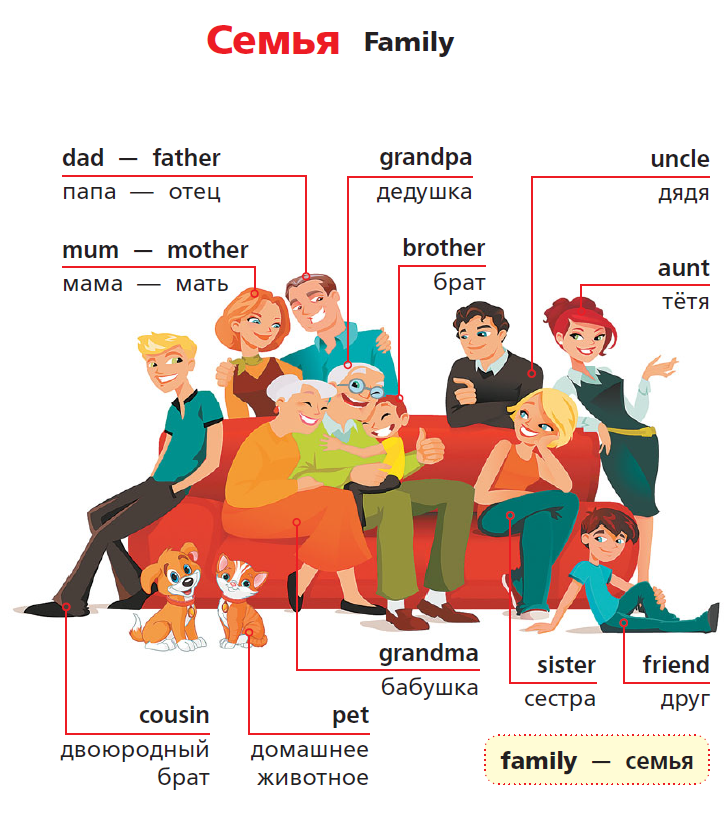 Семья Family
dad — father
папа — отец
grandpa
дедушка
uncle
дядя
mum — mother
мама — мать
brother
брат
aunt
тётя
grandma
бабушка
sister
сестра
friend
друг
cousin
двоюродный
брат
pet
домашнее
животное
family — семья